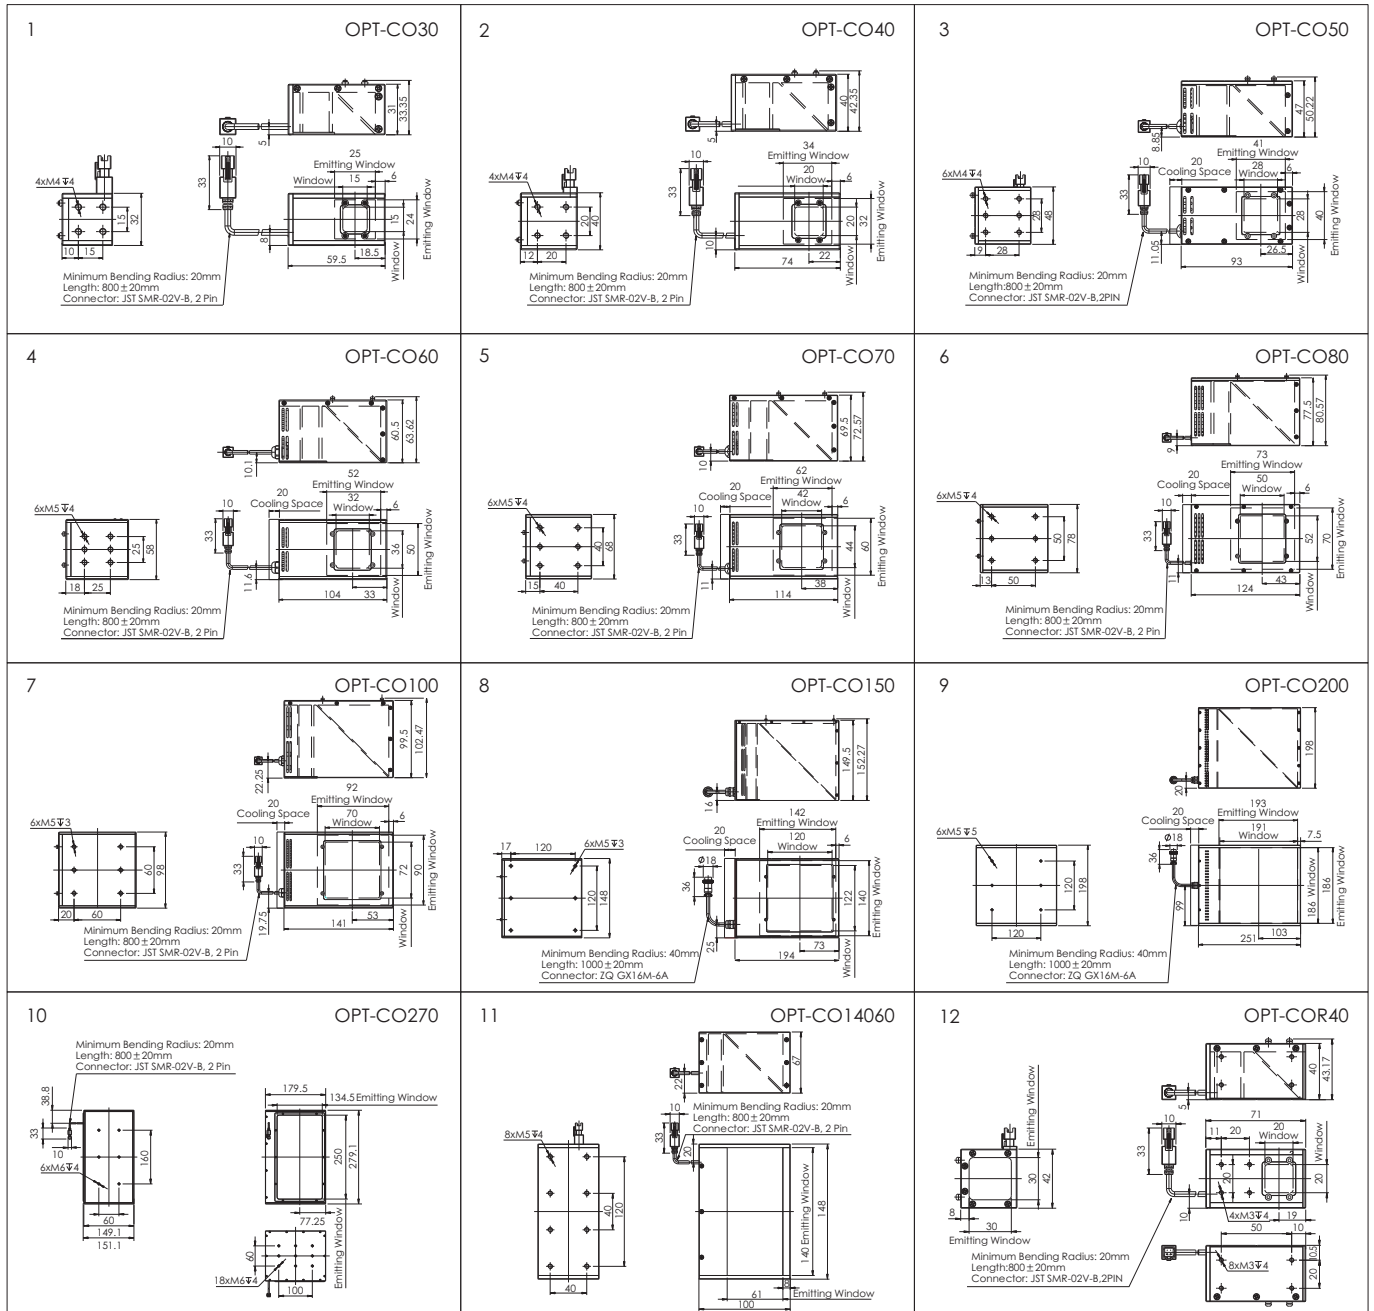 1
OPT-CO30
31
33.35
10
5
25
Emitting Window
Window
15
6
33
4xM4↧4
15
32
15
24
Window
Emitting Window
8
10
15
18.5
59.5
Minimum Bending Radius: 20mm
Length: 800±20mm
Connector: JST SMR-02V-B, 2 Pin
2
OPT-CO40
40
42.35
5
10
34
Emitting Window
20
Window
6
33
4xM4↧4
20
40
20
32
Window
Emitting Window
10
12
20
22
74
Minimum Bending Radius: 20mm
Length: 800±20mm
Connector: JST SMR-02V-B, 2 Pin
3
OPT-CO50
47
50.22
8.85
10
20
Cooling Space
41
Emitting Window
28
Window
6
33
6xM4↧4
28
48
28
40
Window
Emitting Window
11.05
19
28
26.5
93
Minimum Bending Radius: 20mm
Length:800±20mm
Connector: JST SMR-02V-B,2PIN
4
OPT-CO60
60.5
63.62
10.1
52
Emitting Window
20
Cooling Space
32
Window
6
10
33
6xM5↧4
25
58
36
50
Window
Emitting Window
11.6
18
25
33
104
Minimum Bending Radius: 20mm
Length: 800±20mm
Connector: JST SMR-02V-B, 2 Pin
5
OPT-CO70
69.5
72.57
10
62
Emitting Window
20
Cooling Space
42
Window
6
10
33
6xM5↧4
40
68
44
60
Window
Emitting Window
11
15
40
38
114
Minimum Bending Radius: 20mm
Length: 800±20mm
Connector: JST SMR-02V-B, 2 Pin
6
OPT-CO80
77.5
80.57
9
73
Emitting Window
20
Cooling Space
50
Window
6
10
33
6xM5↧4
50
78
52
70
Window
Emitting Window
11
13
50
43
124
Minimum Bending Radius: 20mm
Length: 800±20mm
Connector: JST SMR-02V-B, 2 Pin
7
OPT-CO100
99.5
102.47
22.25
92
Emitting Window
20
Cooling Space
70
Window
6
10
33
6xM5↧3
60
98
72
90
Window
Emitting Window
19.75
20
60
53
141
Minimum Bending Radius: 20mm
Length: 800±20mm
Connector: JST SMR-02V-B, 2 Pin
8
OPT-CO150
149.5
152.27
16
142
Emitting Window
20
Cooling Space
120
Window
6
6xM5↧3
17
120
Ø18
36
120
148
122
140
Window
Emitting Window
25
73
194
Minimum Bending Radius: 40mm
Length: 1000±20mm
Connector: ZQ GX16M-6A
9
OPT-CO200
198
20
193
Emitting Window
20
Cooling Space
191
Window
7.5
Ø18
36
6xM5↧5
120
198
99
186 Window
186
Emitting Window
120
103
251
Minimum Bending Radius: 40mm
Length: 1000±20mm
Connector: ZQ GX16M-6A
10
OPT-CO270
Minimum Bending Radius: 20mm
Length: 800±20mm
Connector: JST SMR-02V-B, 2 Pin
38.8
33
10
6xM6↧4
160
60
149.1
151.1
179.5
134.5 Emitting Window
250
279.1
77.25
Emitting Window
60
18xM6↧4
100
11
OPT-CO14060
67
22
10
Minimum Bending Radius: 20mm
Length: 800±20mm
Connector: JST SMR-02V-B, 2 Pin
33
20
8xM5↧4
40
120
40
140 Emitting Window
148
8
Emitting Window
61
100
12
OPT-COR40
40
43.17
5
10
71
11
20
20
Window
Window
33
20
20
10
4xM3↧4
19
Emitting Window
30
42
8
30
Emitting Window
50
10
10.5
20
8xM3↧4
Minimum Bending Radius: 20mm
Length:800±20mm
Connector: JST SMR-02V-B,2PIN